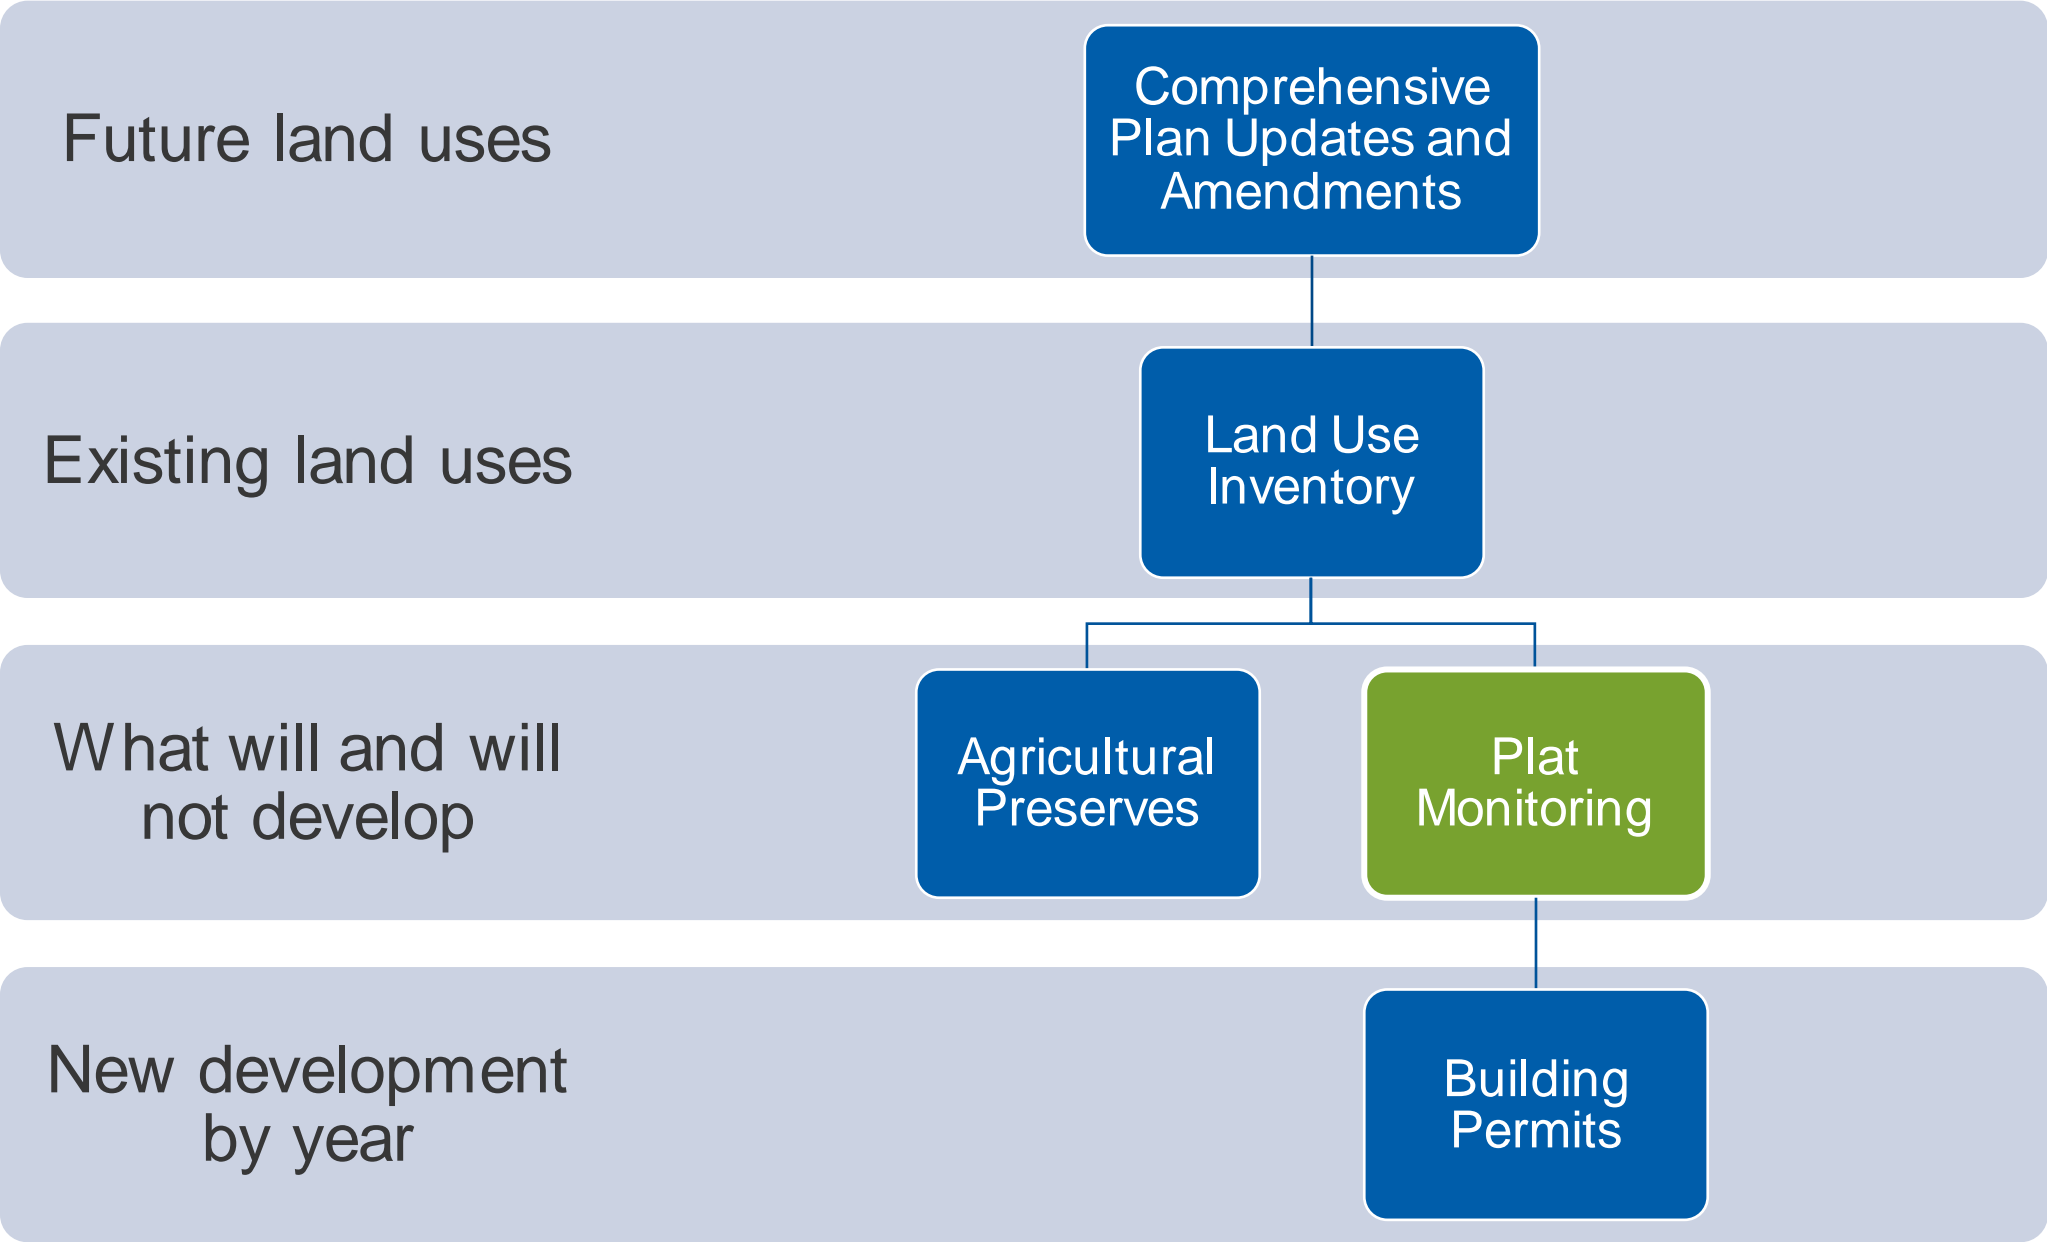 Future land uses
Comprehensive
Plan Updates and
Amendments
Existing land uses
Land Use
Inventory
What will and will
not develop
Agricultural
Preserves
Plat
Monitoring
New development
by year
Building
Permits